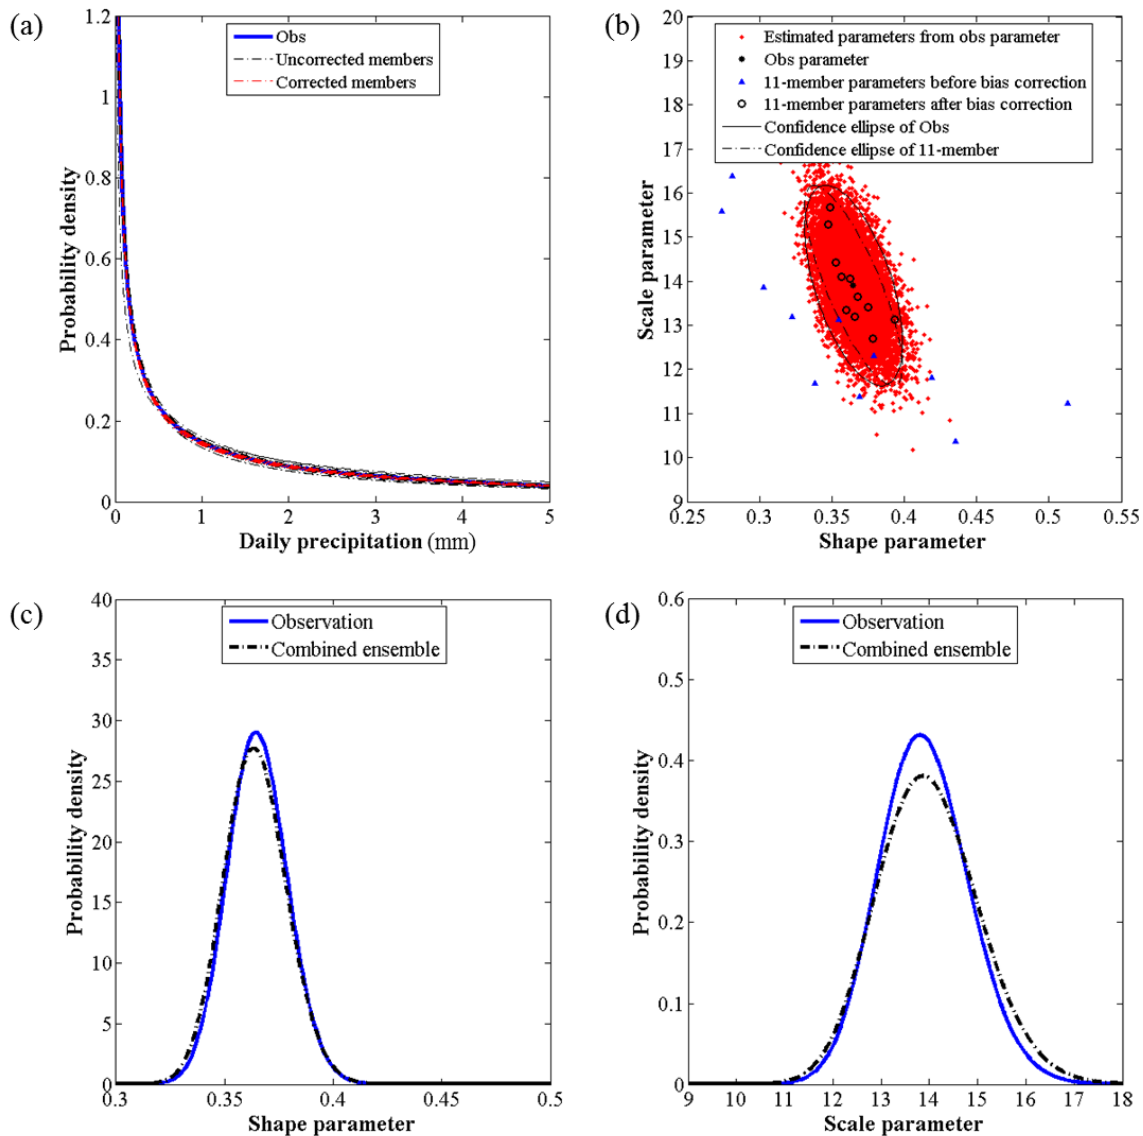 (a)
1.2
1
0.8
0.6
0.4
0.2
0
Probability density
Obs
Uncorrected members
Corrected members
0 1 2 3 4 5
Daily precipitation (mm)
(b)
20
19
18
17
16
15
14
13
12
11
10
9
Scale parameter
Estimated parameters from obs parameter
Obs parameter
11-member parameters before bias correction
11-member parameters after bias correction
Confidence ellipse of Obs
Confidence ellipse of 11-member
0.25 0.3 0.35 0.4 0.45 0.5 0.55
Shape parameter
(c)
40
35
30
25
20
15
10
5
0
Probability density
Observation
Combined ensemble
0.3 0.35 0.4 0.45 0.5
Shape parameter
(d)
0.6
0.5
0.4
0.3
0.2
0.1
0
Probability density
Observation
Combined ensemble
9 10 11 12 13 14 15 16 17 18
Scale parameter